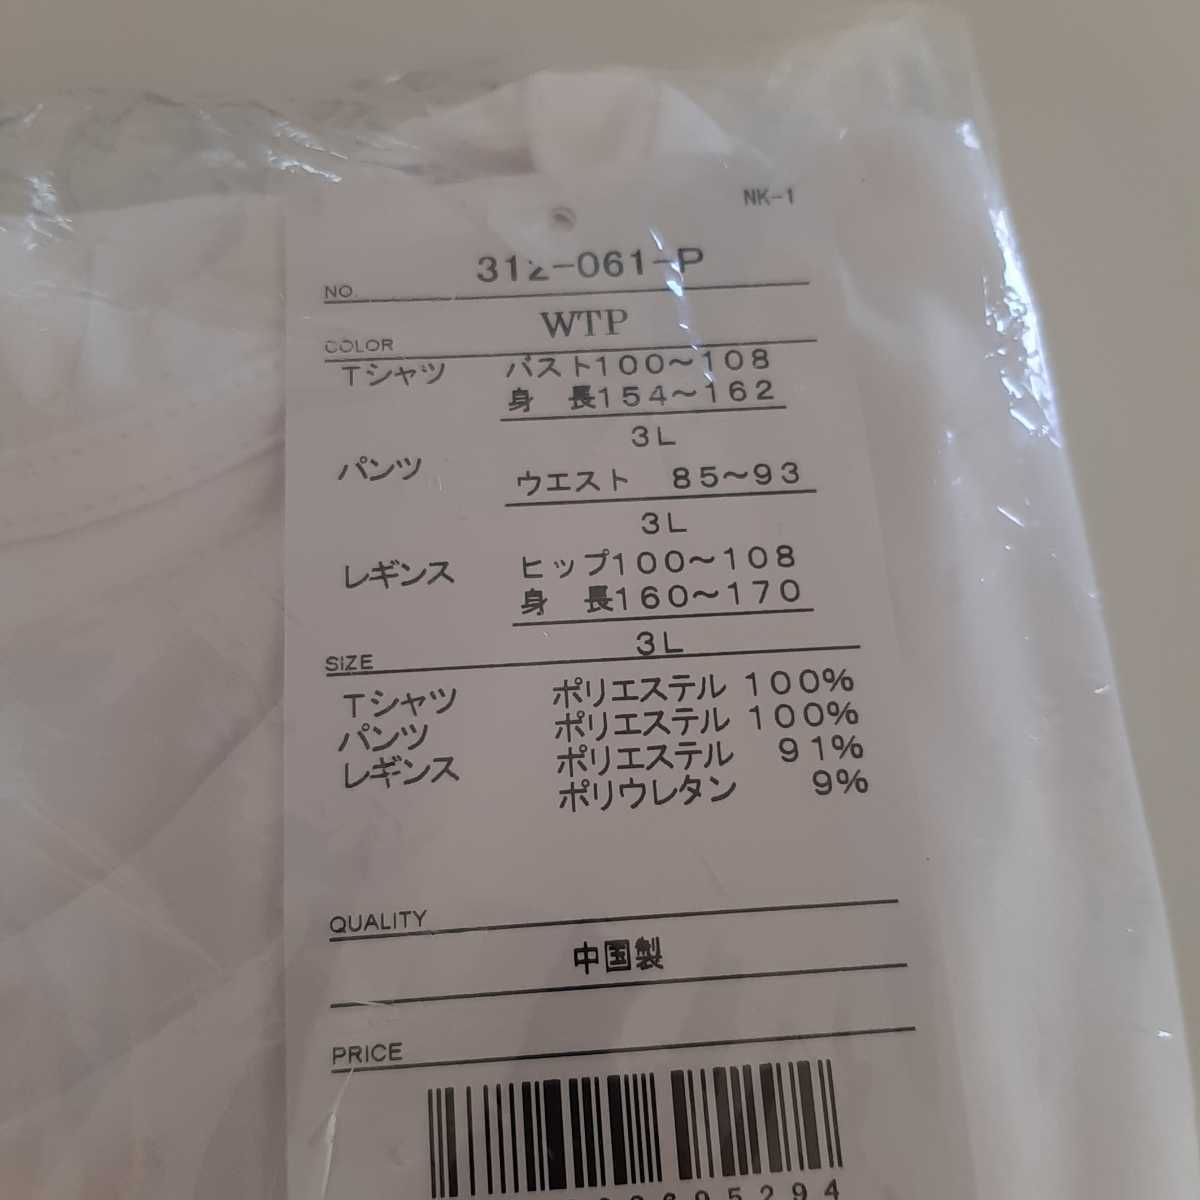 NK-1
NO. 312-061-P
COLOR WTP
Tシャツ バスト100~108
身 長154~162
3L
パンツ ウエスト 85~93
3L
レギンス ヒップ100~108
身 長160~170
SIZE 3L
Tシャツ ポリエステル 100%
パンツ ポリエステル 100%
レギンス ポリエステル 91%
ポリウレタン 9%
QUALITY
中国製
PRICE
695294